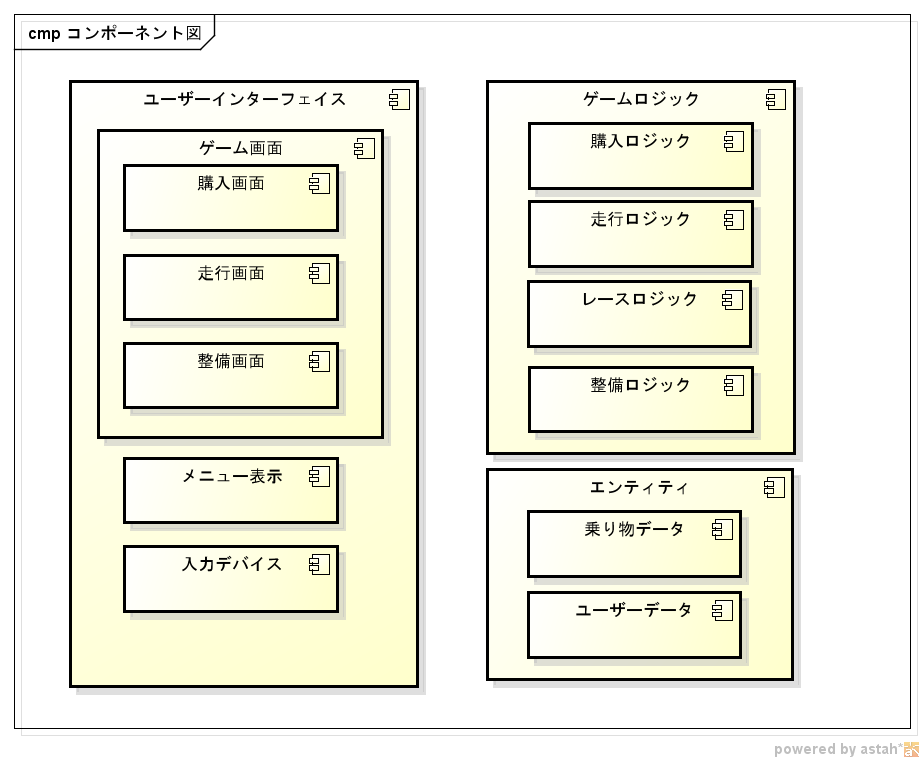 cmp コンポーネント図
ユーザーインターフェイス
ゲーム画面
購入画面
走行画面
整備画面
メニュー表示
入力デバイス
ゲームロジック
購入ロジック
走行ロジック
レースロジック
整備ロジック
エンティティ
乗り物データ
ユーザーデータ
powered by astah*